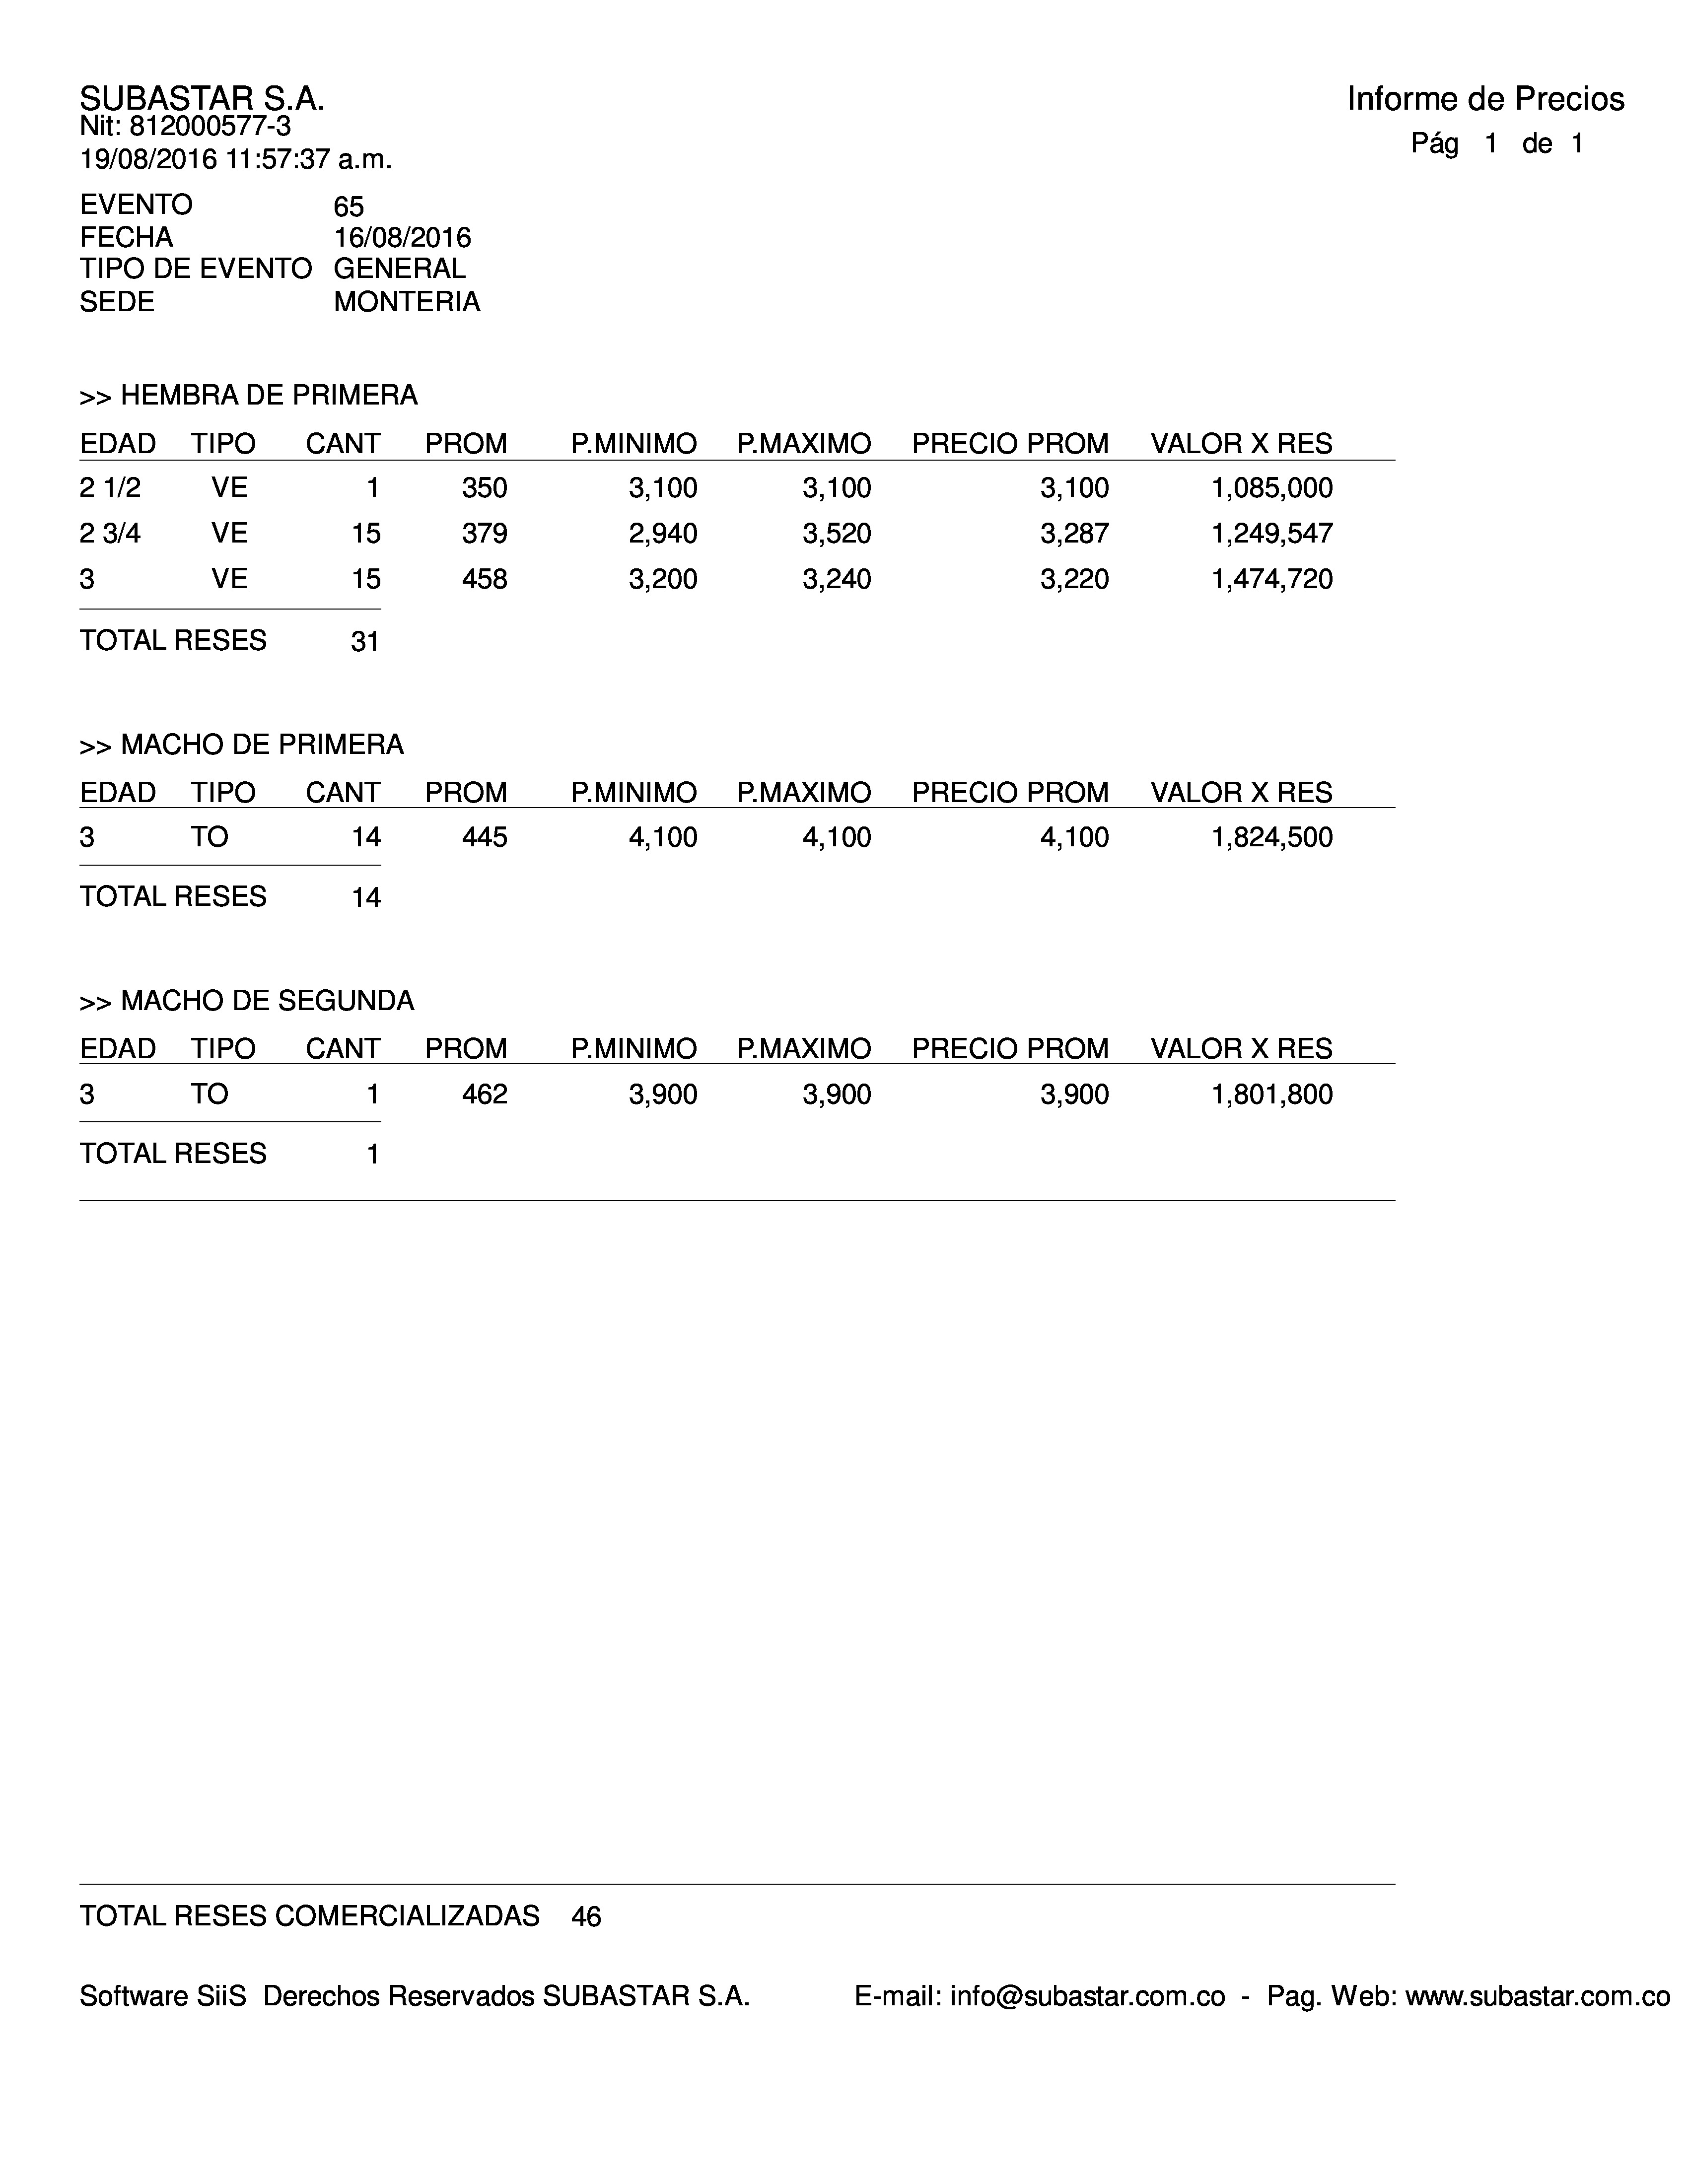 SUBASTAR S.A.
Informe de Precios
Nit: 812000577-3
Pág 1 de 1
19/08/2016 11:57:37 a.m.
EVENTO 65
FECHA 16/08/2016
TIPO DE EVENTO GENERAL
SEDE MONTERIA
>> HEMBRA DE PRIMERA
EDAD TIPO CANT PROM P.MINIMO P.MAXIMO PRECIO PROM VALOR X RES
2 1/2 VE 1 350 3,100 3,100 3,100 1,085,000
2 3/4 VE 15 379 2,940 3,520 3,287 1,249,547
3 VE 15 458 3,200 3,240 3,220 1,474,720
TOTAL RESES 31
>> MACHO DE PRIMERA
EDAD TIPO CANT PROM P.MINIMO P.MAXIMO PRECIO PROM VALOR X RES
3 TO 14 445 4,100 4,100 4,100 1,824,500
TOTAL RESES 14
>> MACHO DE SEGUNDA
EDAD TIPO CANT PROM P.MINIMO P.MAXIMO PRECIO PROM VALOR X RES
3 TO 1 462 3,900 3,900 3,900 1,801,800
TOTAL RESES 1
TOTAL RESES COMERCIALIZADAS 46
Software SiiS Derechos Reservados SUBASTAR S.A. E-mail: info@subastar.com.co - Pag. Web: www.subastar.com.co